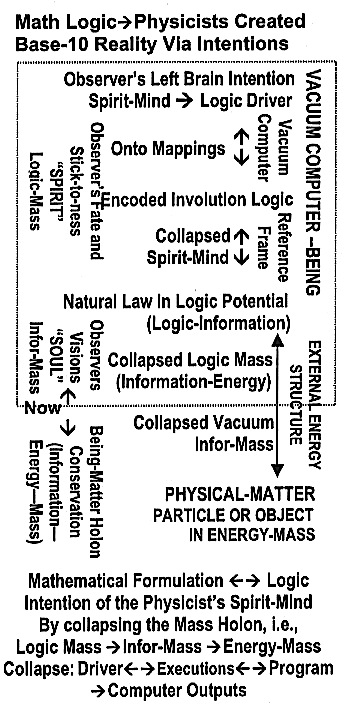 Math Logic→Physicists Created
Base-10 Reality Via Intentions
Observer's Left Brain Intention
Spirit-Mind → Logic Driver
Onto Mappings
↑
↓
Vacuum
Computer
Encoded Involution Logic
Collapsed ↑
Spirit-Mind ↓
Reference
Frame
Natural Law In Logic Potential
(Logic-Information)
Collapsed Logic Mass
(Information-Energy)
Collapsed Vacuum
Infor-Mass
PHYSICAL-MATTER
PARTICLE OR OBJECT
IN ENERGY-MASS
VACUUM COMPUTER –BEING
EXTERNAL ENERGY
STRUCTURE
Observer's Fate and
Stick-to-ness
"SPIRIT"
Logic-Mass
Observers
Visions
"SOUL"
Infor-Mass
Now
↑
↓
Being-Matter Holon
Conservation
(Information—
Energy—Mass)
Mathematical Formulation ←→ Logic
Intention of the Physicist's Spirit-Mind
By collapsing the Mass Holon, i.e.,
Logic Mass →Infor-Mass →Energy-Mass
Collapse: Driver←→Executions←→Program
→Computer Outputs